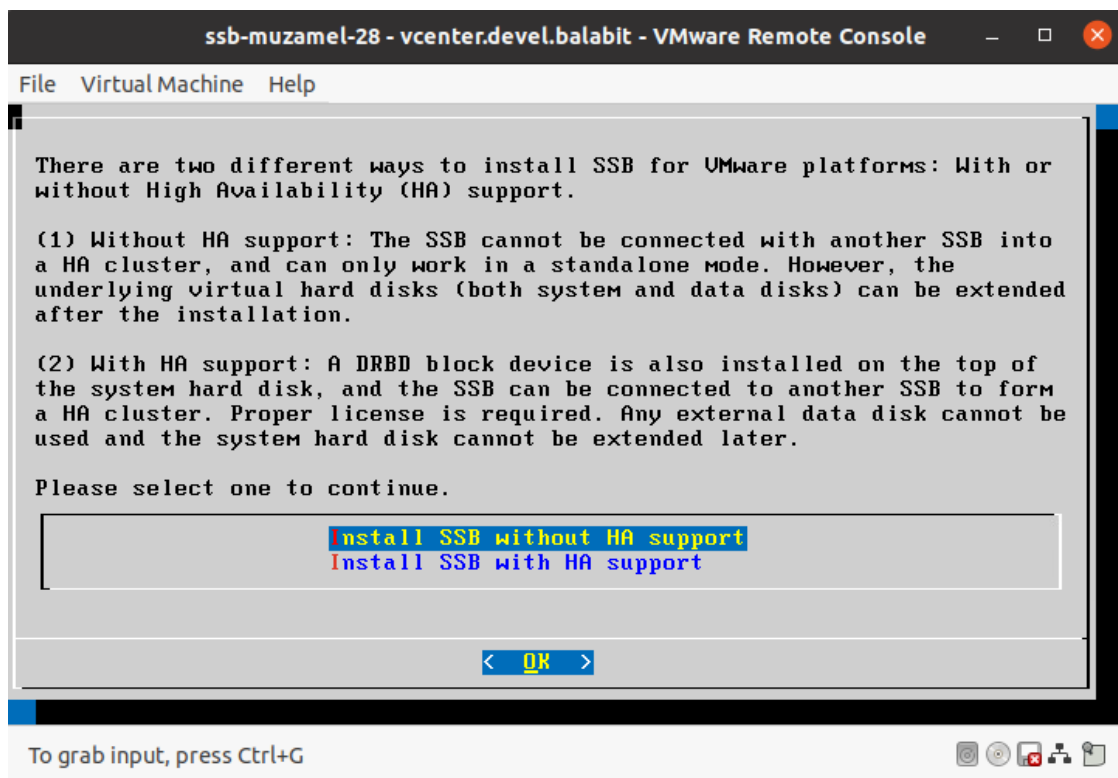 ssb-muzamel-28 - vcenter.devel.balabit - VMware Remote Console
File Virtual Machine Help
There are two different ways to install SSB for VMware platforms: With or
without High Availability (HA) support.
(1) Without HA support: The SSB cannot be connected with another SSB into
a HA cluster, and can only work in a standalone mode. However, the
underlying virtual hard disks (both system and data disks) can be extended
after the installation.
(2) With HA support: A DRBD block device is also installed on the top of
the system hard disk, and the SSB can be connected to another SSB to form
a HA cluster. Proper license is required. Any external data disk cannot be
used and the system hard disk cannot be extended later.
Please select one to continue.
Install SSB without HA support
Install SSB with HA support
< OK >
To grab input, press Ctrl+G